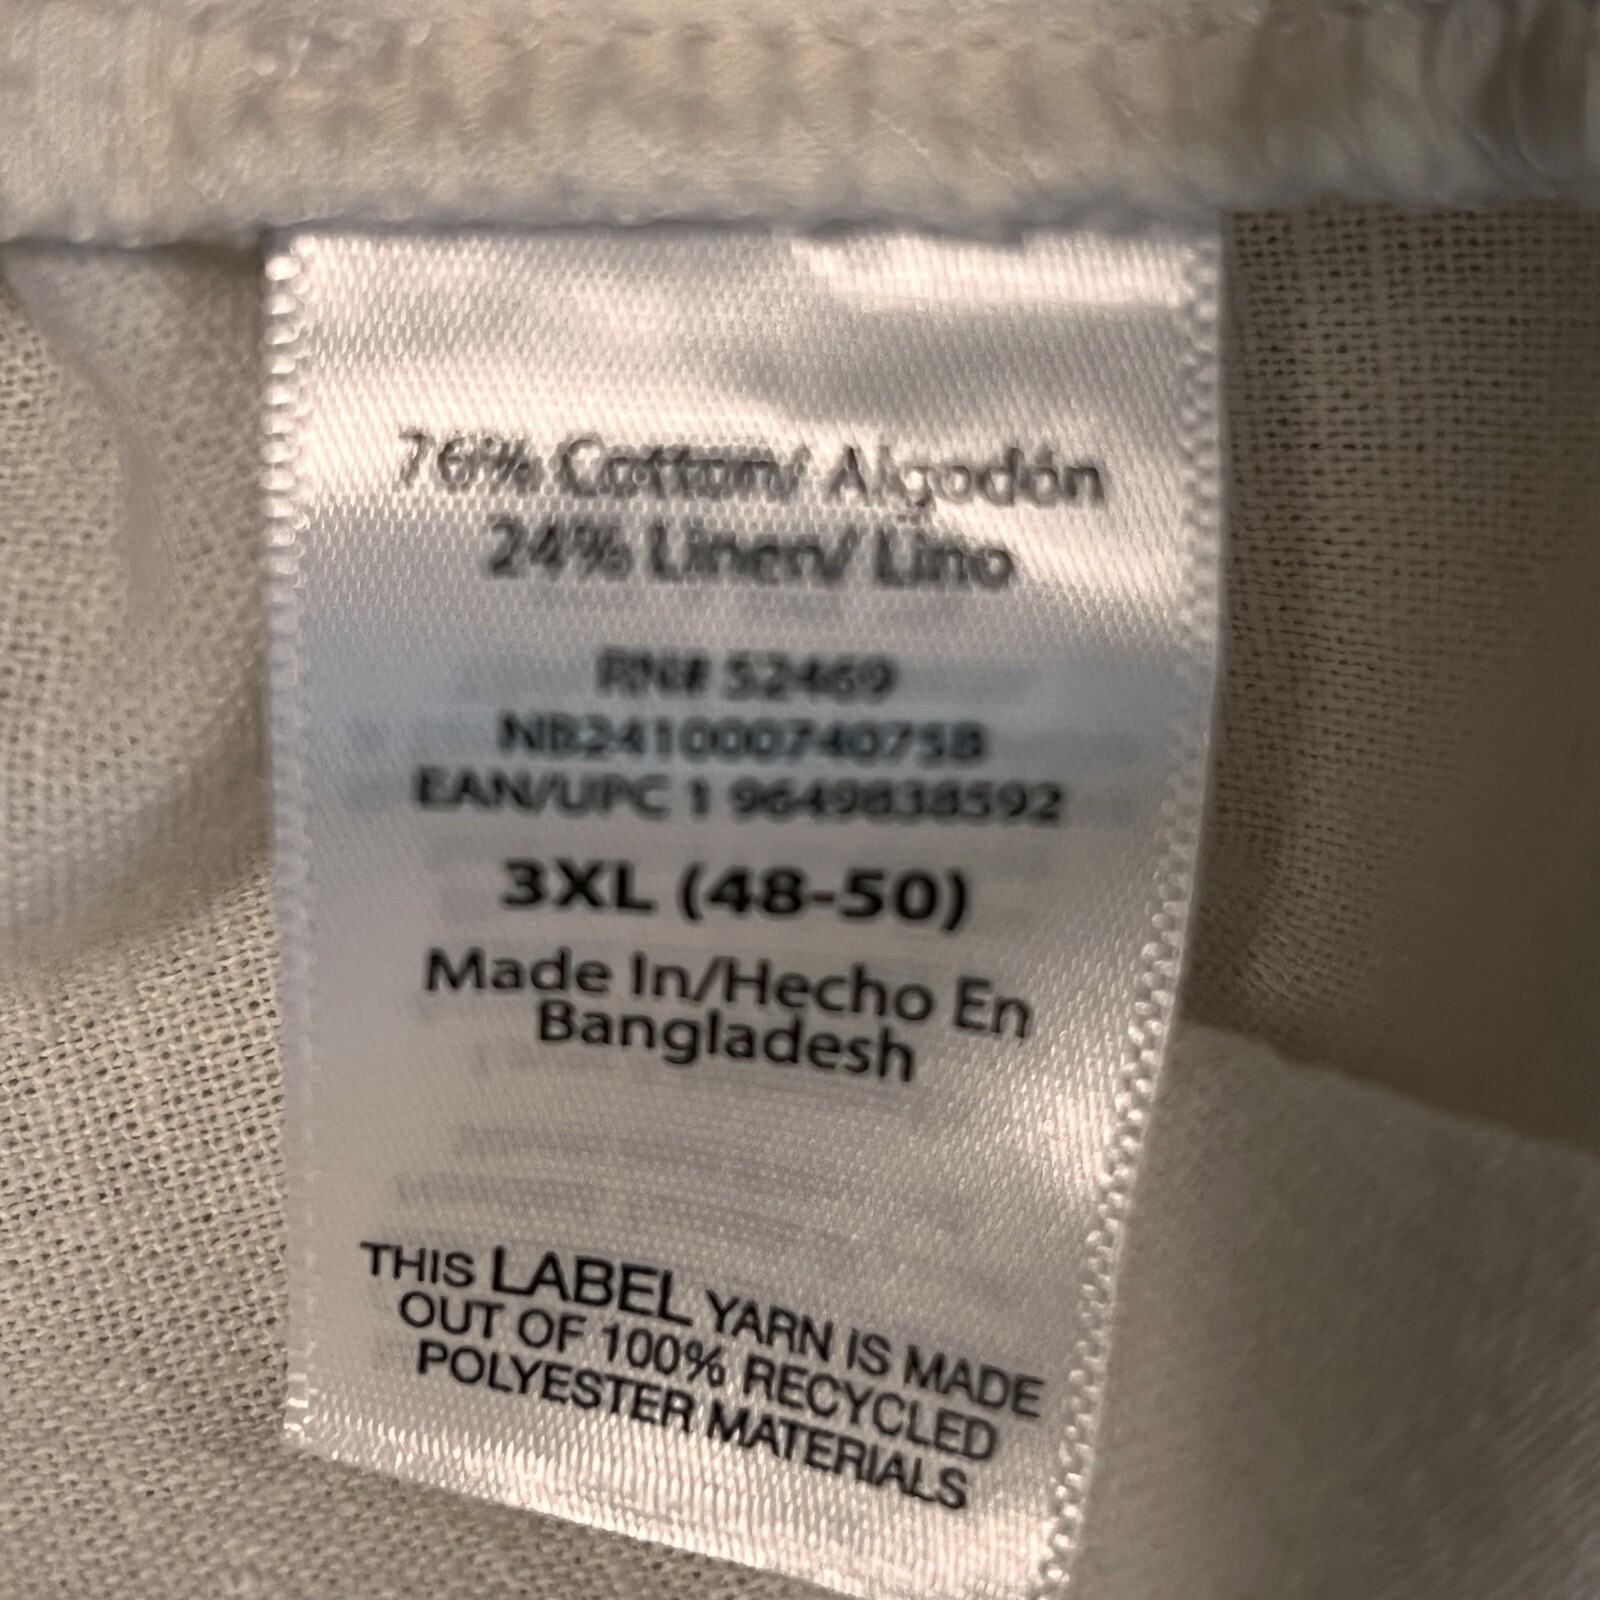 76% Cotton/ Algodón
24% Linen/ Lino
RN# 52469
NB24100074075B
EAN/UPC 1 9649838592
3XL (48-50)
Made In/Hecho En
Bangladesh
THIS LABEL YARN IS MADE
OUT OF 100% RECYCLED
POLYESTER MATERIALS